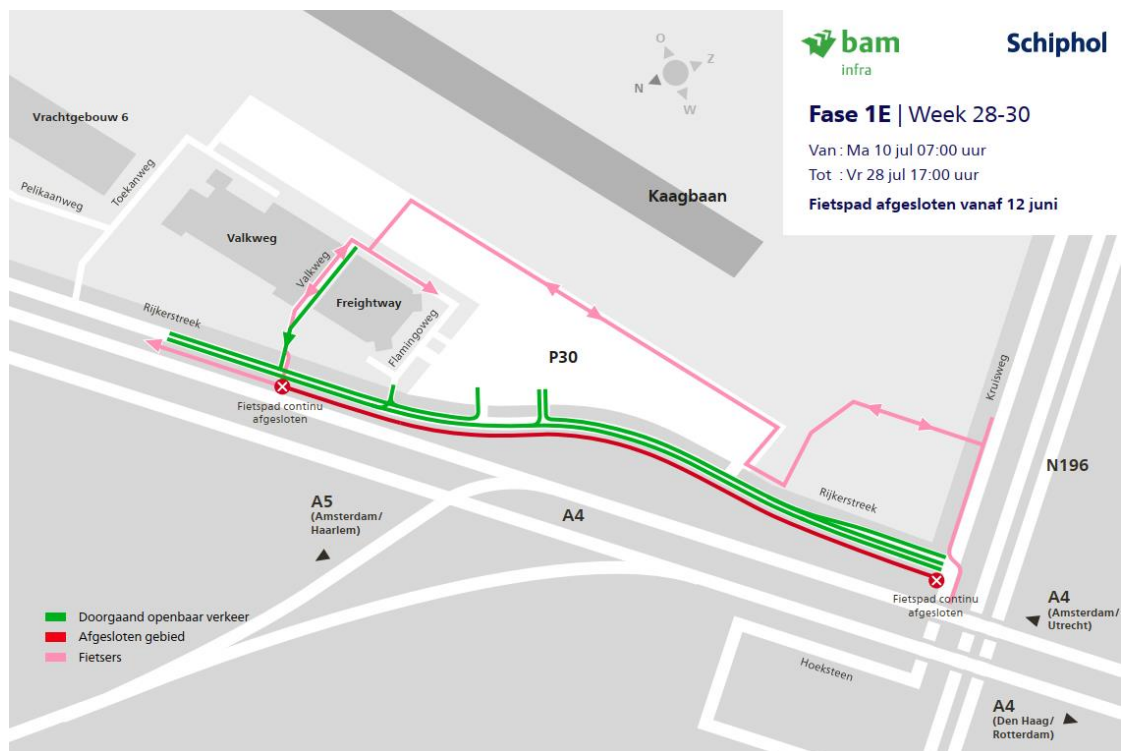 bam
infra
Schiphol
Fase 1E | Week 28-30
Van : Ma 10 jul 07:00 uur
Tot : Vr 28 jul 17:00 uur
Fietspad afgesloten vanaf 12 juni
O
Z
N
W
Vrachtgebouw 6
Pelikaanweg
Toekanweg
Kaagbaan
Valkweg
Valkweg
Freightway
Flamingoweg
Rijkerstreek
P30
Kruisweg
Fietspad continu
afgesloten
N196
Rijkerstreek
A5
(Amsterdam/
Haarlem)
A4
Fietspad continu
afgesloten
A4
(Amsterdam/
Utrecht)
Doorgaand openbaar verkeer
Afgesloten gebied
Fietsers
Hoeksteen
A4
(Den Haag/
Rotterdam)